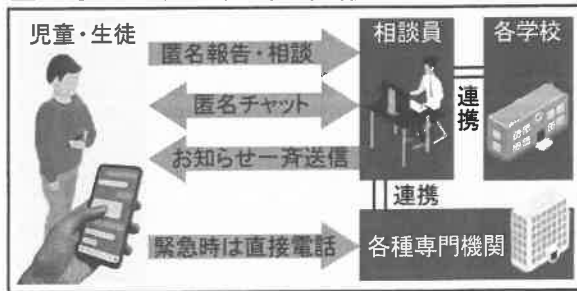 児童・生徒
匿名報告・相談
相談員
各学校
匿名チャット
連携
お知らせ一斉送信
連携
緊急時は直接電話
各種専門機関